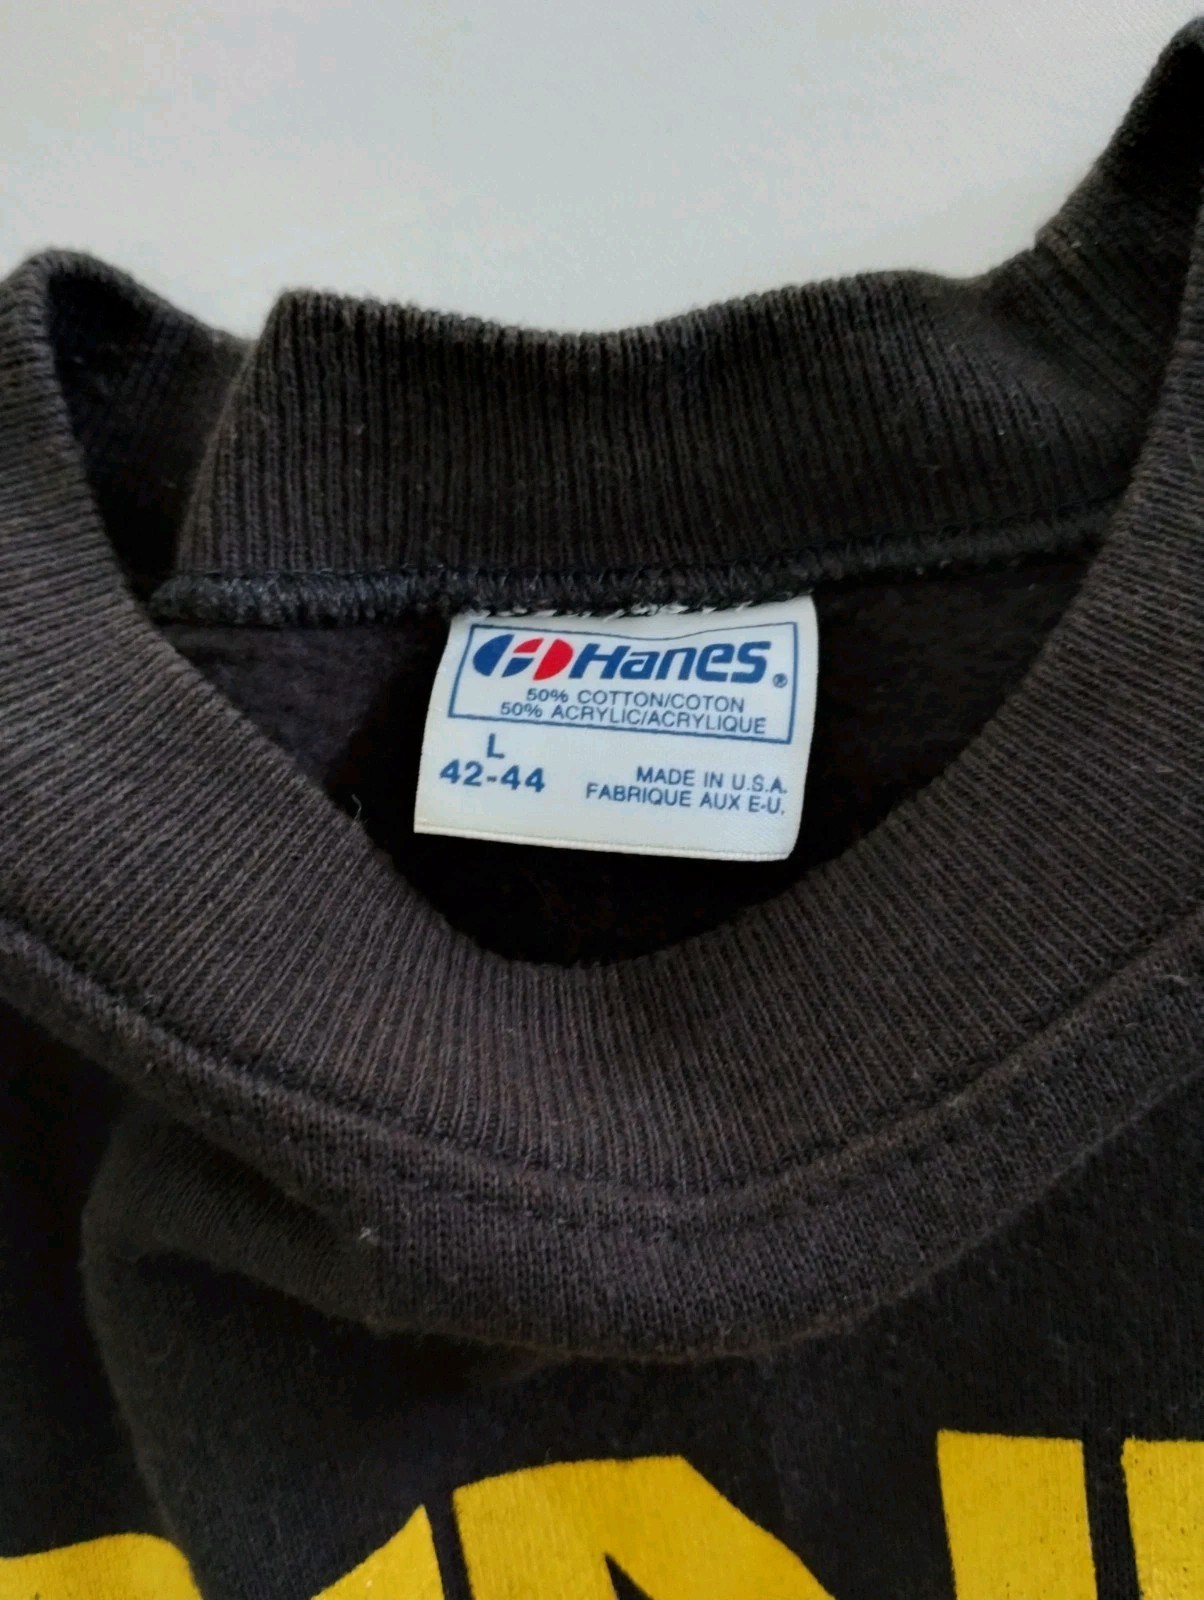 Hanes®
50% COTTON/COTON
50% ACRYLIC/ACRYLIQUE
L
42-44
MADE IN U.S.A.
FABRIQUE AUX E-U.